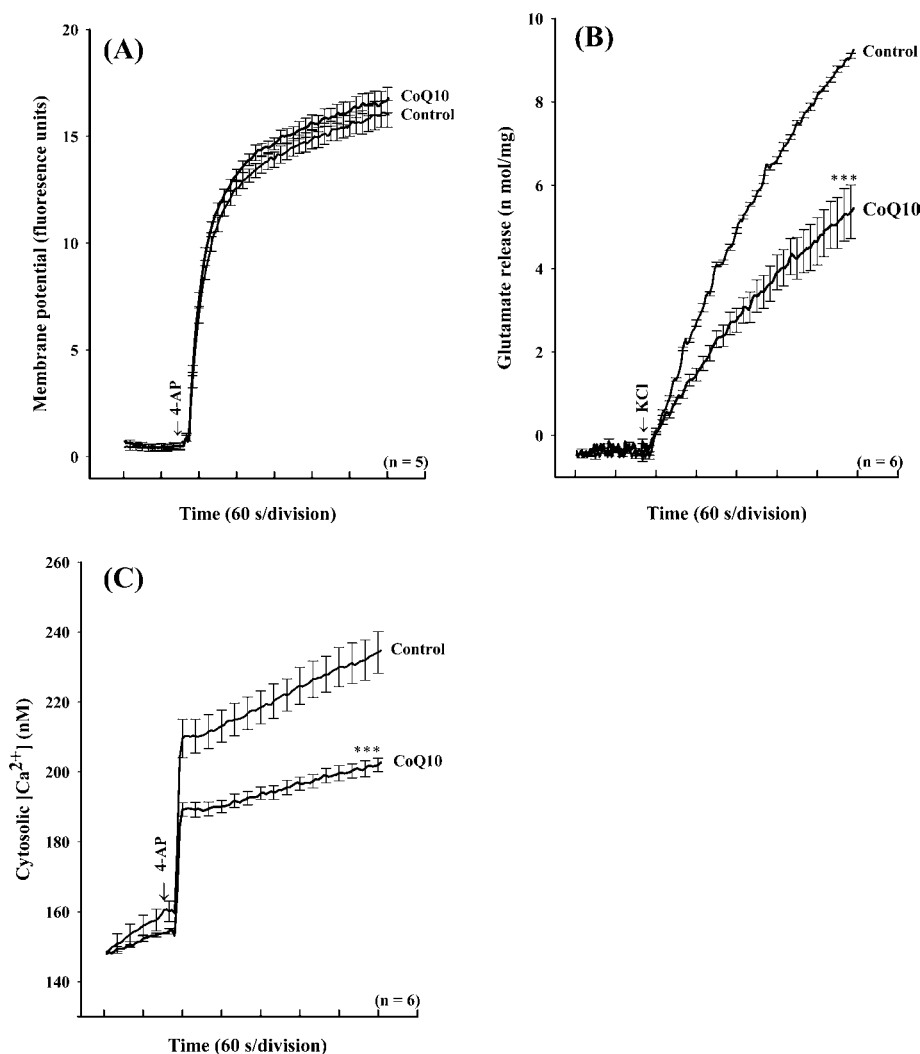 (A)
Membrane potential (fluoresence units)
20
15
10
5
0
CoQ10
Control
4-AP
↓
(n = 5)
Time (60 s/division)
(B)
Glutamate release (n mol/mg)
10
8
6
4
2
0
Control
***
CoQ10
KCl
↓
(n = 6)
Time (60 s/division)
(C)
Cytosolic [Ca2+] (nM)
260
240
220
200
180
160
140
Control
***
CoQ10
4-AP
↓
(n = 6)
Time (60 s/division)